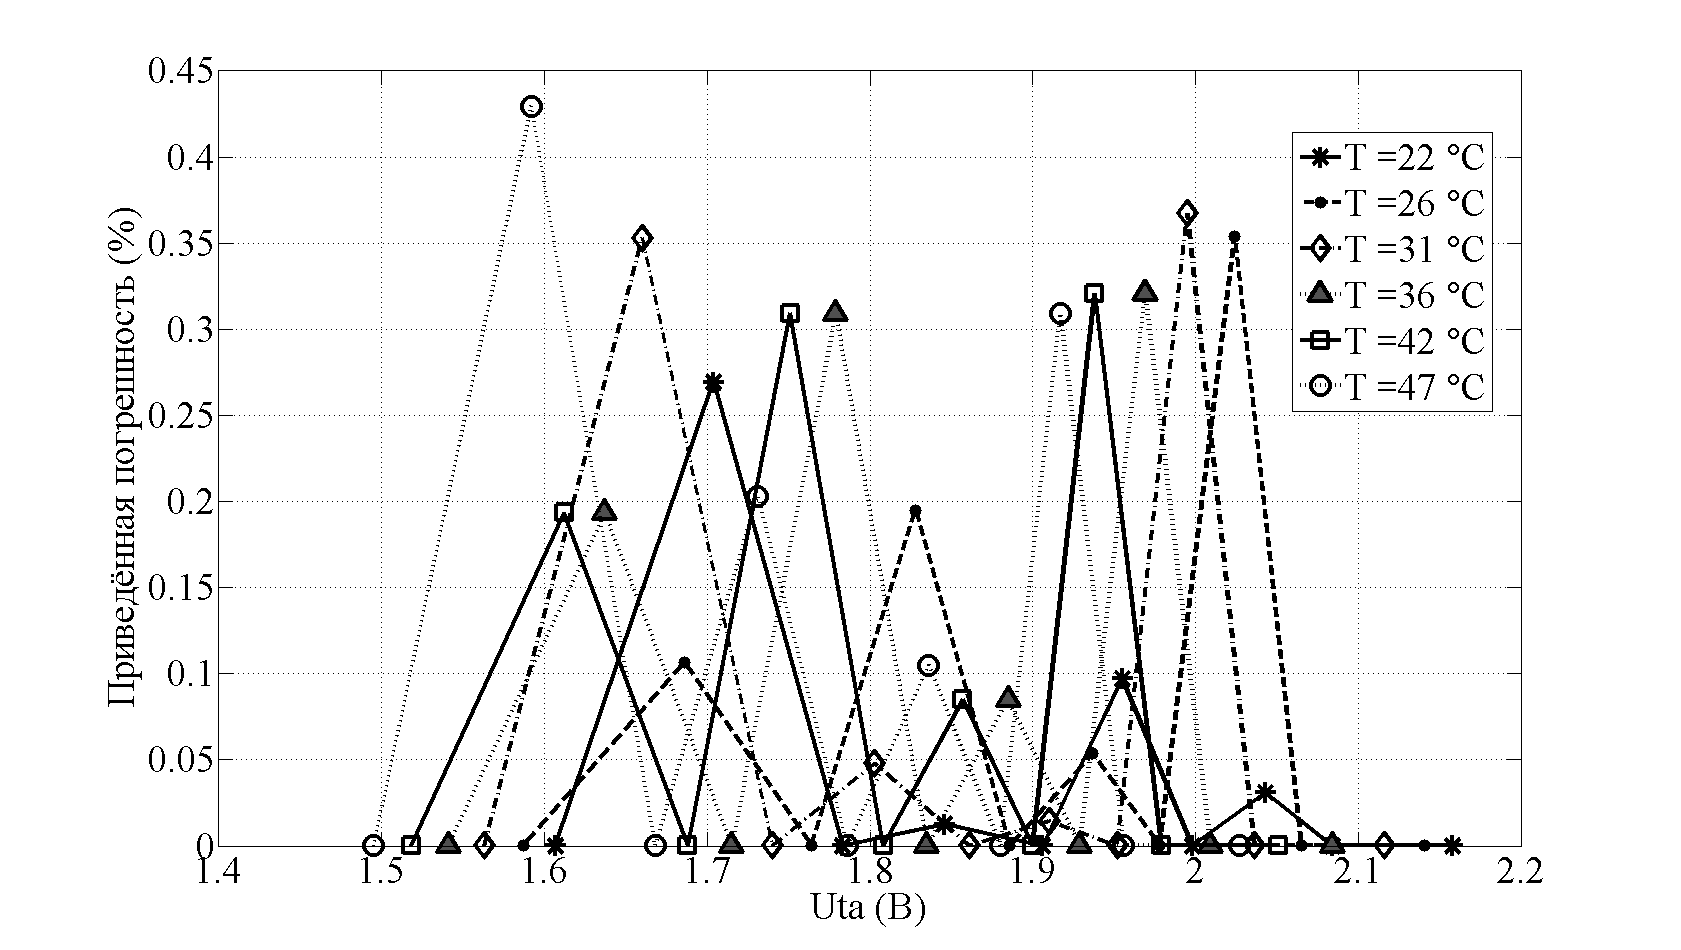 0.45
0.4
0.35
0.3
0.25
0.2
0.15
0.1
0.05
0
Приведённая погренность (%)
1.4 1.5 1.6 1.7 1.8 1.9 2 2.1 2.2
Uta (В)
T =22 °C
T =26 °C
T =31 °C
T =36 °C
T =42 °C
T =47 °C